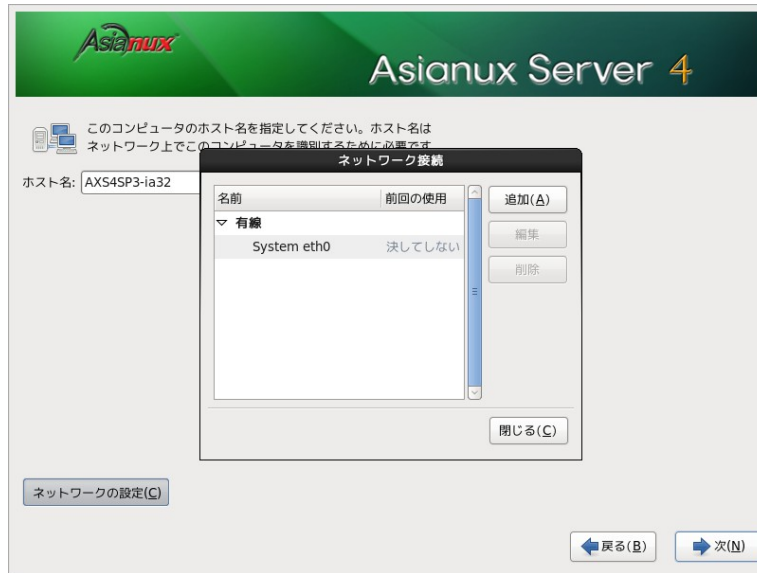 Asianux
Asianux Server 4
このコンピュータのホスト名を指定してください。ホスト名は
ネットワーク上でこのコンピュータを識別するために必要です
ネットワーク接続
ホスト名: AXS4SP3-ia32
名前 前回の使用
追加(A)
有線
編集
System eth0 決してしない
削除
閉じる(C)
ネットワークの設定(C)
戻る(B) 次(N)